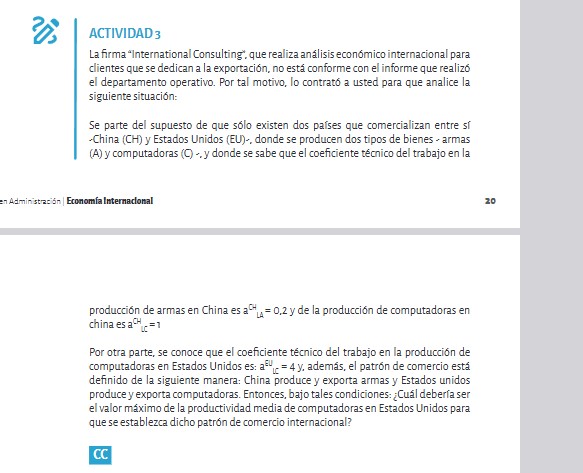 ACTIVIDAD 3
La firma "International Consulting", que realiza análisis económico internacional para
clientes que se dedican a la exportación, no está conforme con el informe que realizó
el departamento operativo. Por tal motivo, lo contrató a usted para que analice la
siguiente situación:
Se parte del supuesto de que sólo existen dos países que comercializan entre sí
-China (CH) y Estados Unidos (EU)-, donde se producen dos tipos de bienes - armas
(A) y computadoras (C) -, y donde se sabe que el coeficiente técnico del trabajo en la
en Administración | Economía Internacional 20
producción de armas en China es a^CH_LA = 0,2 y de la producción de computadoras en
china es a^CH_LC = 1
Por otra parte, se conoce que el coeficiente técnico del trabajo en la producción de
computadoras en Estados Unidos es: a^EU_LC = 4 y, además, el patrón de comercio está
definido de la siguiente manera: China produce y exporta armas y Estados unidos
produce y exporta computadoras. Entonces, bajo tales condiciones: ¿Cuál debería ser
el valor máximo de la productividad media de computadoras en Estados Unidos para
que se establezca dicho patrón de comercio internacional?
CC